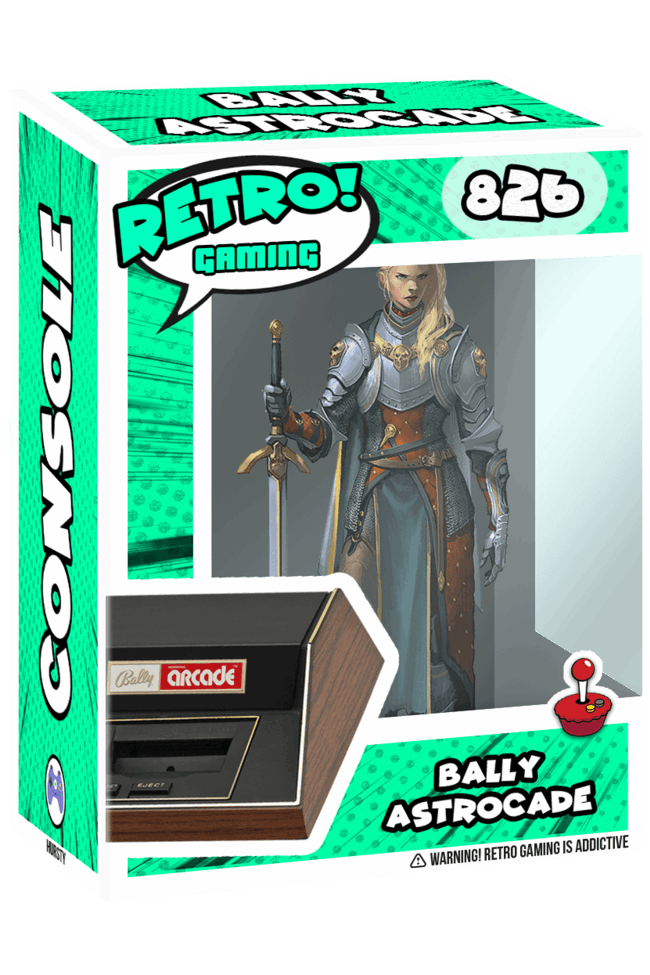 BALLY
ASTROCADE
RETRO!
GAMING
826
CONSOLE
Bally
ARCADE
EJECT
BALLY
ASTROCADE
⚠ WARNING! RETRO GAMING IS ADDICTIVE
HURSTY